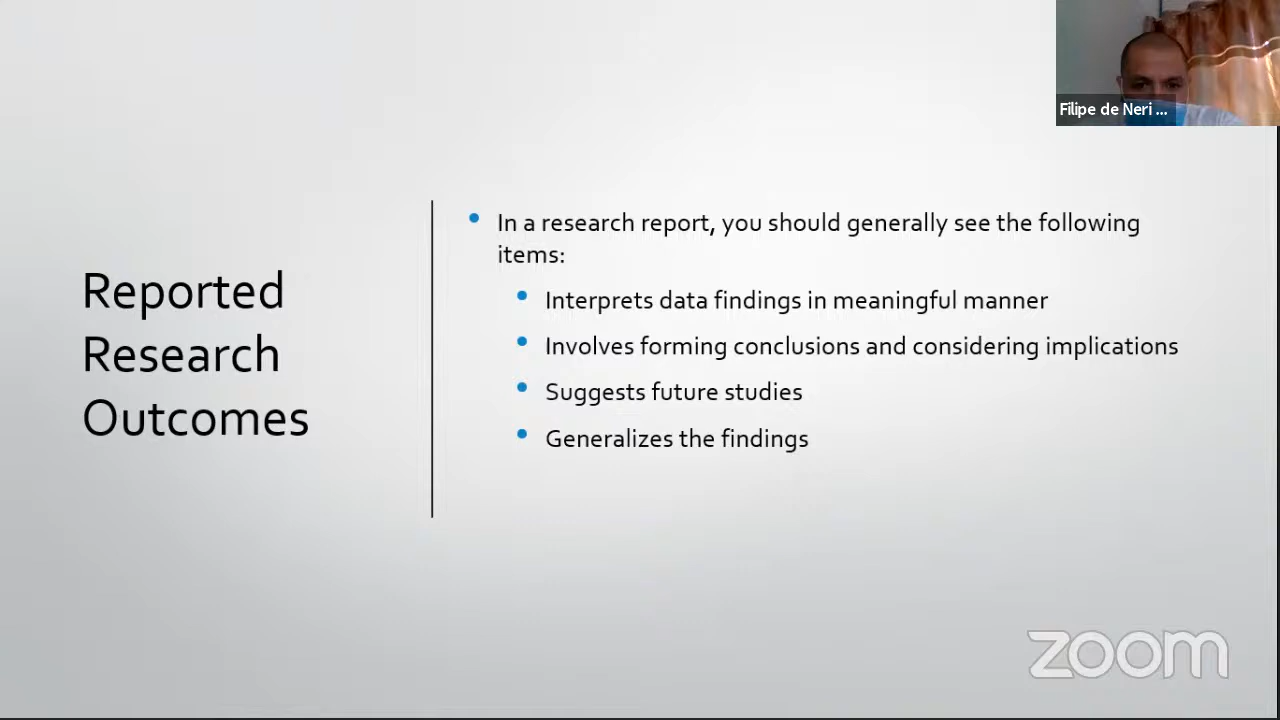 Filipe de Neri ...
Reported
Research
Outcomes
In a research report, you should generally see the following
items:
Interprets data findings in meaningful manner
Involves forming conclusions and considering implications
Suggests future studies
Generalizes the findings
zoom